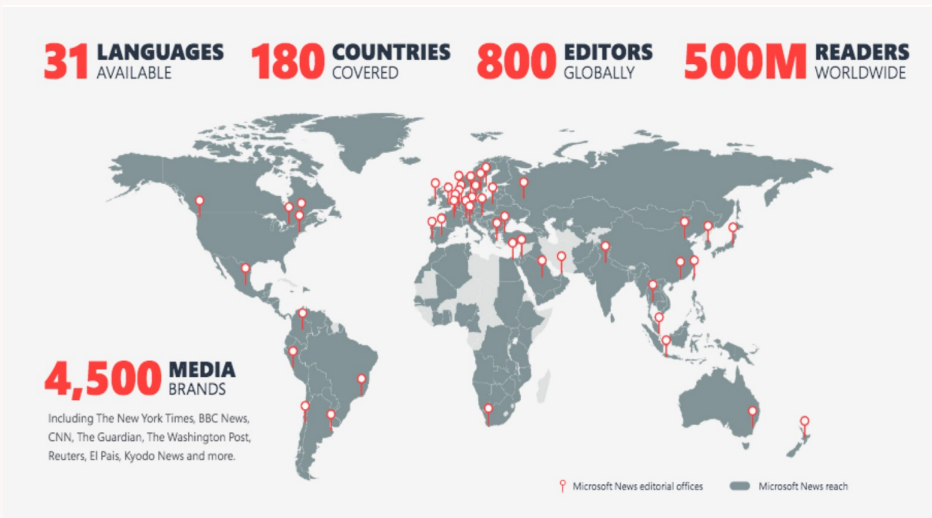 31 LANGUAGES
AVAILABLE
180 COUNTRIES
COVERED
800 EDITORS
GLOBALLY
500M READERS
WORLDWIDE
4,500 MEDIA
BRANDS
Including The New York Times, BBC News,
CNN, The Guardian, The Washington Post,
Reuters, El Pais, Kyodo News and more.
Microsoft News editorial offices
Microsoft News reach